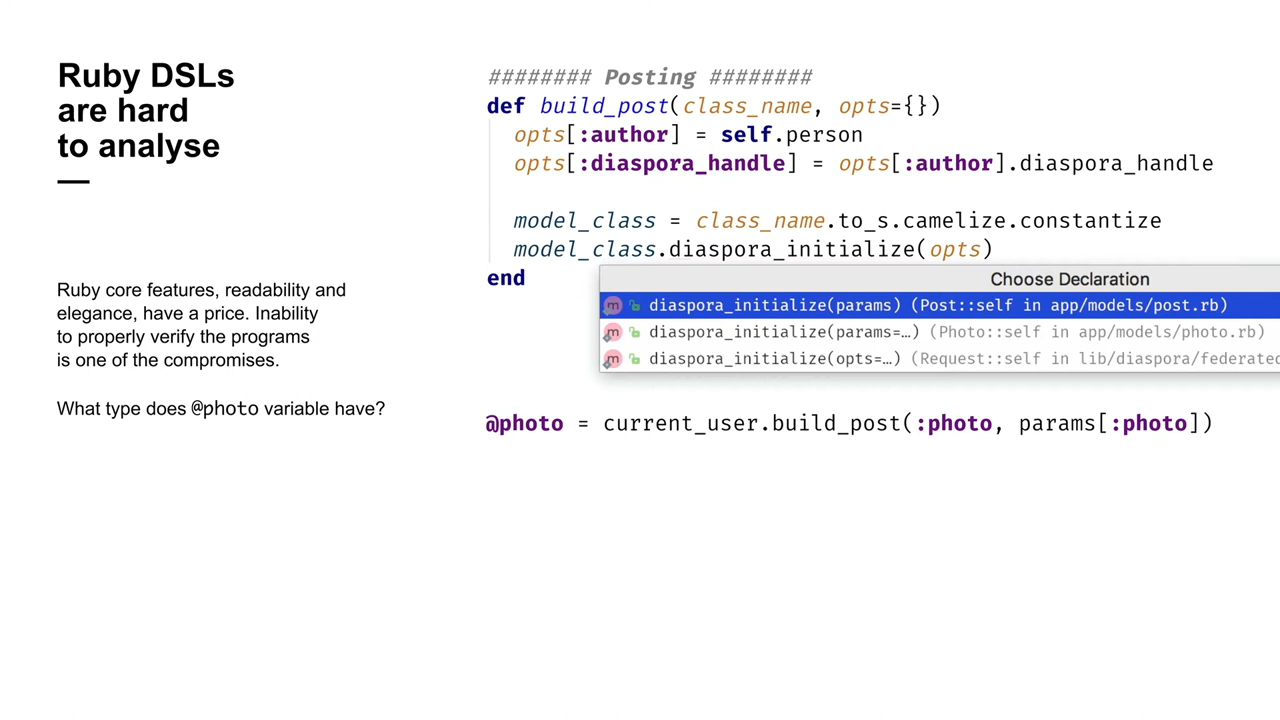 Ruby DSLs
are hard
to analyse
Ruby core features, readability and
elegance, have a price. Inability
to properly verify the programs
is one of the compromises.
What type does @photo variable have?
######## Posting ########
def build_post(class_name, opts={})
opts[:author] = self.person
opts[:diaspora_handle] = opts[:author].diaspora_handle
model_class = class_name.to_s.camelize.constantize
model_class.diaspora_initialize(opts)
end
Choose Declaration
m diaspora_initialize(params) (Post::self in app/models/post.rb)
m diaspora_initialize(params=…) (Photo::self in app/models/photo.rb)
m diaspora_initialize(opts=…) (Request::self in lib/diaspora/federated
@photo = current_user.build_post(:photo, params[:photo])